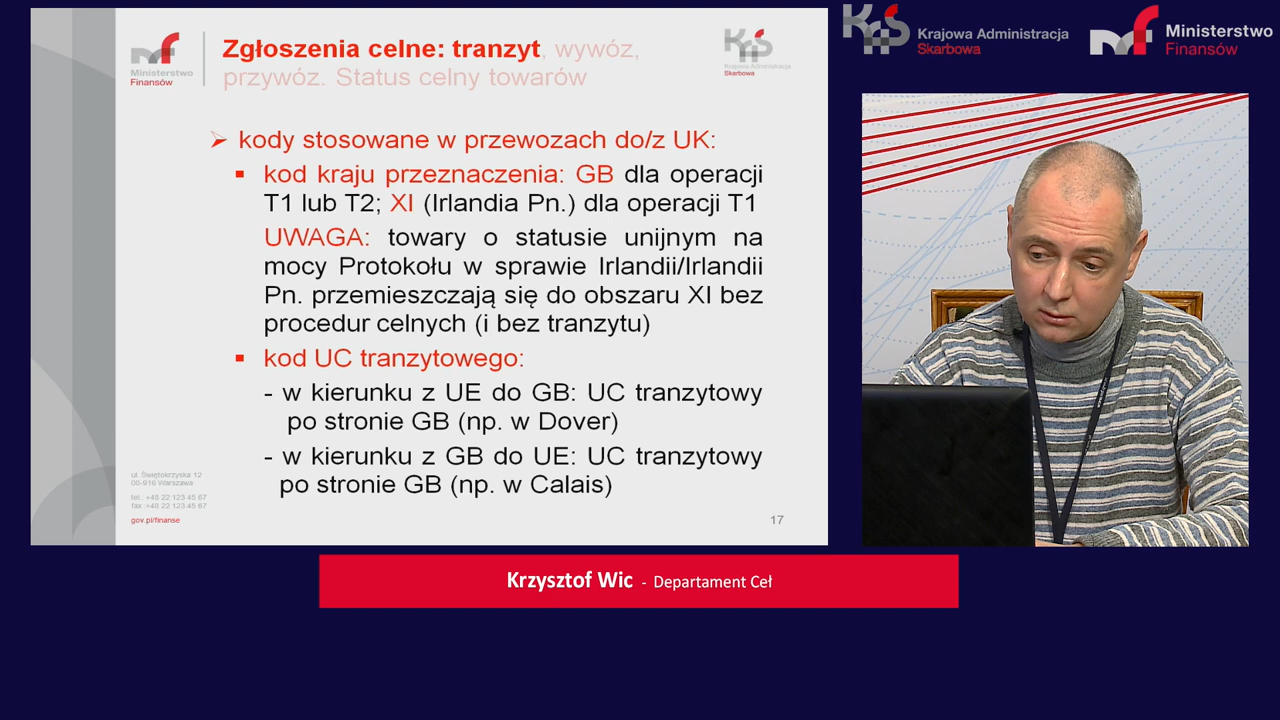 Ministerstwo
Finansów
Zgłoszenia celne: tranzyt, wywóz,
przywóz. Status celny towarów
KAS
Krajowa Administracja
Skarbowa
➢ kody stosowane w przewozach do/z UK:
▪ kod kraju przeznaczenia: GB dla operacji
T1 lub T2; XI (Irlandia Pn.) dla operacji T1
UWAGA: towary o statusie unijnym na
mocy Protokołu w sprawie Irlandii/Irlandii
Pn. przemieszczają się do obszaru XI bez
procedur celnych (i bez tranzytu)
▪ kod UC tranzytowego:
- w kierunku z UE do GB: UC tranzytowy
po stronie GB (np. w Dover)
- w kierunku z GB do UE: UC tranzytowy
po stronie GB (np. w Calais)
ul. Świętokrzyska 12
00-916 Warszawa
tel.: +48 22 123 45 67
fax :+48 22 123 45 67
gov.pl/finanse
17
KAS
Krajowa Administracja
Skarbowa
mf
Ministerstwo
Finansów
Krzysztof Wic - Departament Ceł